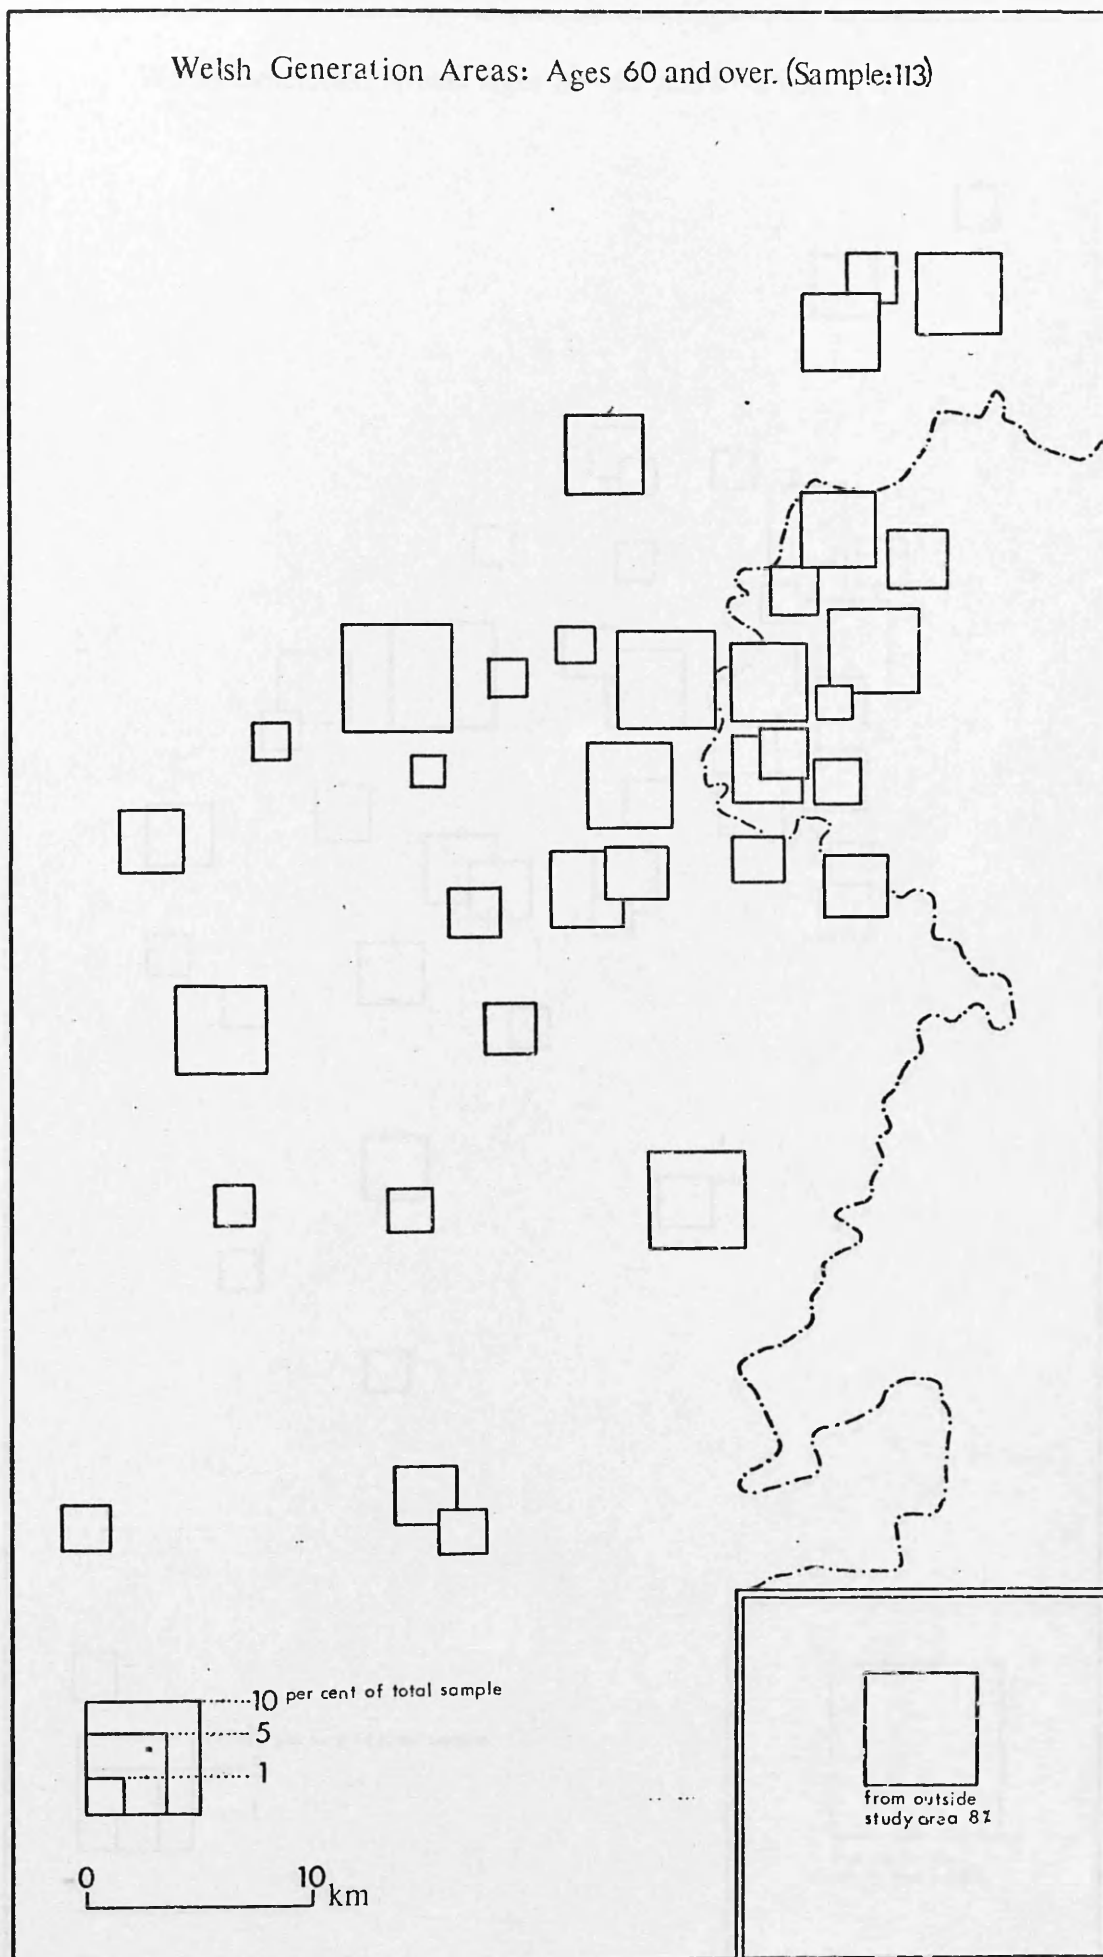 Welsh Generation Areas: Ages 60 and over. (Sample:113)
10 per cent of total sample
5
1
from outside
study area 8%
0 10 km